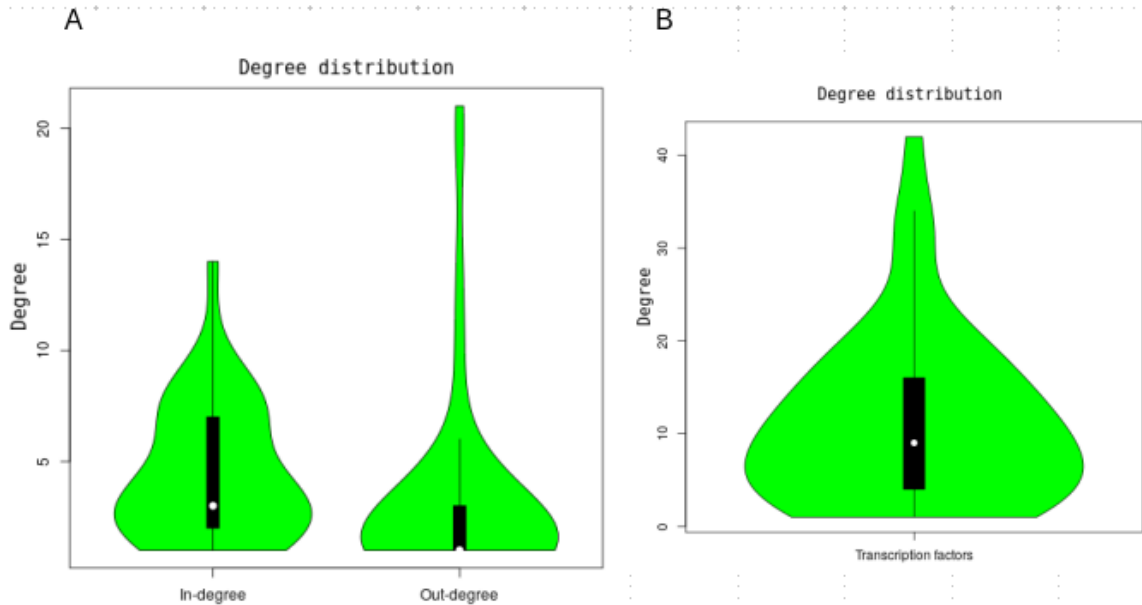 A
B
Degree distribution
Degree distribution
Degree
5
10
15
20
In-degree
Out-degree
Degree
0
10
20
30
40
Transcription factors